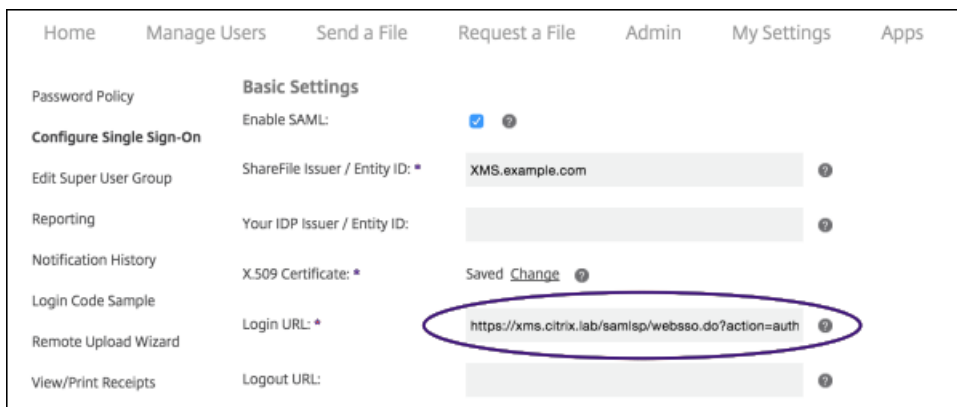 Home Manage Users Send a File Request a File Admin My Settings Apps
Password Policy
Configure Single Sign-On
Edit Super User Group
Reporting
Notification History
Login Code Sample
Remote Upload Wizard
View/Print Receipts
Basic Settings
Enable SAML: ?
ShareFile Issuer / Entity ID: * XMS.example.com ?
Your IDP Issuer / Entity ID: ?
X.509 Certificate: * Saved Change ?
Login URL: * https://xms.citrix.lab/samlsp/websso.do?action=auth ?
Logout URL: ?